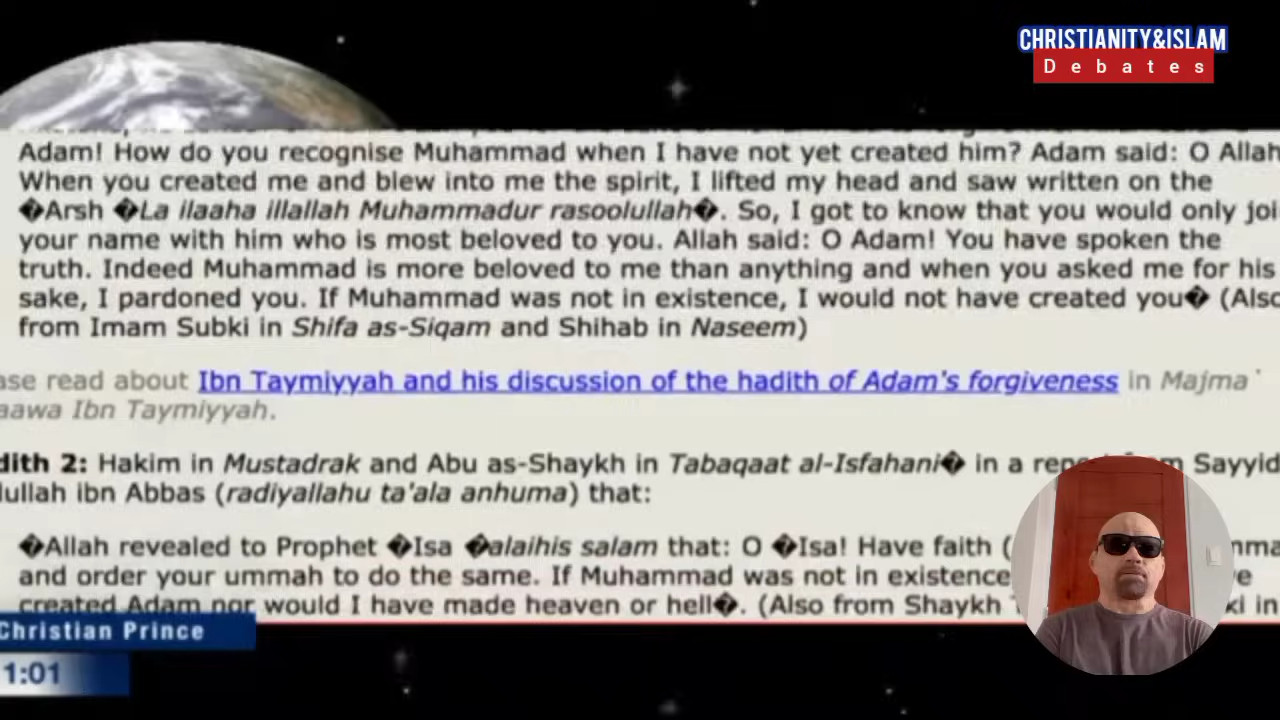 CHRISTIANITY&ISLAM
Debates
Adam! How do you recognise Muhammad when I have not yet created him? Adam said: O Allah
When you created me and blew into me the spirit, I lifted my head and saw written on the
�Arsh �La ilaaha illallah Muhammadur rasoolullah�. So, I got to know that you would only joi
your name with him who is most beloved to you. Allah said: O Adam! You have spoken the
truth. Indeed Muhammad is more beloved to me than anything and when you asked me for his
sake, I pardoned you. If Muhammad was not in existence, I would not have created you� (Also
from Imam Subki in Shifa as-Siqam and Shihab in Naseem)
ase read about Ibn Taymiyyah and his discussion of the hadith of Adam's forgiveness in Majma`
aawa Ibn Taymiyyah.
dith 2: Hakim in Mustadrak and Abu as-Shaykh in Tabaqaat al-Isfahani� in a report from Sayyid
lullah ibn Abbas (radiyallahu ta'ala anhuma) that:
�Allah revealed to Prophet �Isa �alaihis salam that: O �Isa! Have faith (
and order your ummah to do the same. If Muhammad was not in existence
created Adam nor would I have made heaven or hell�. (Also from Shaykh
Christian Prince
1:01